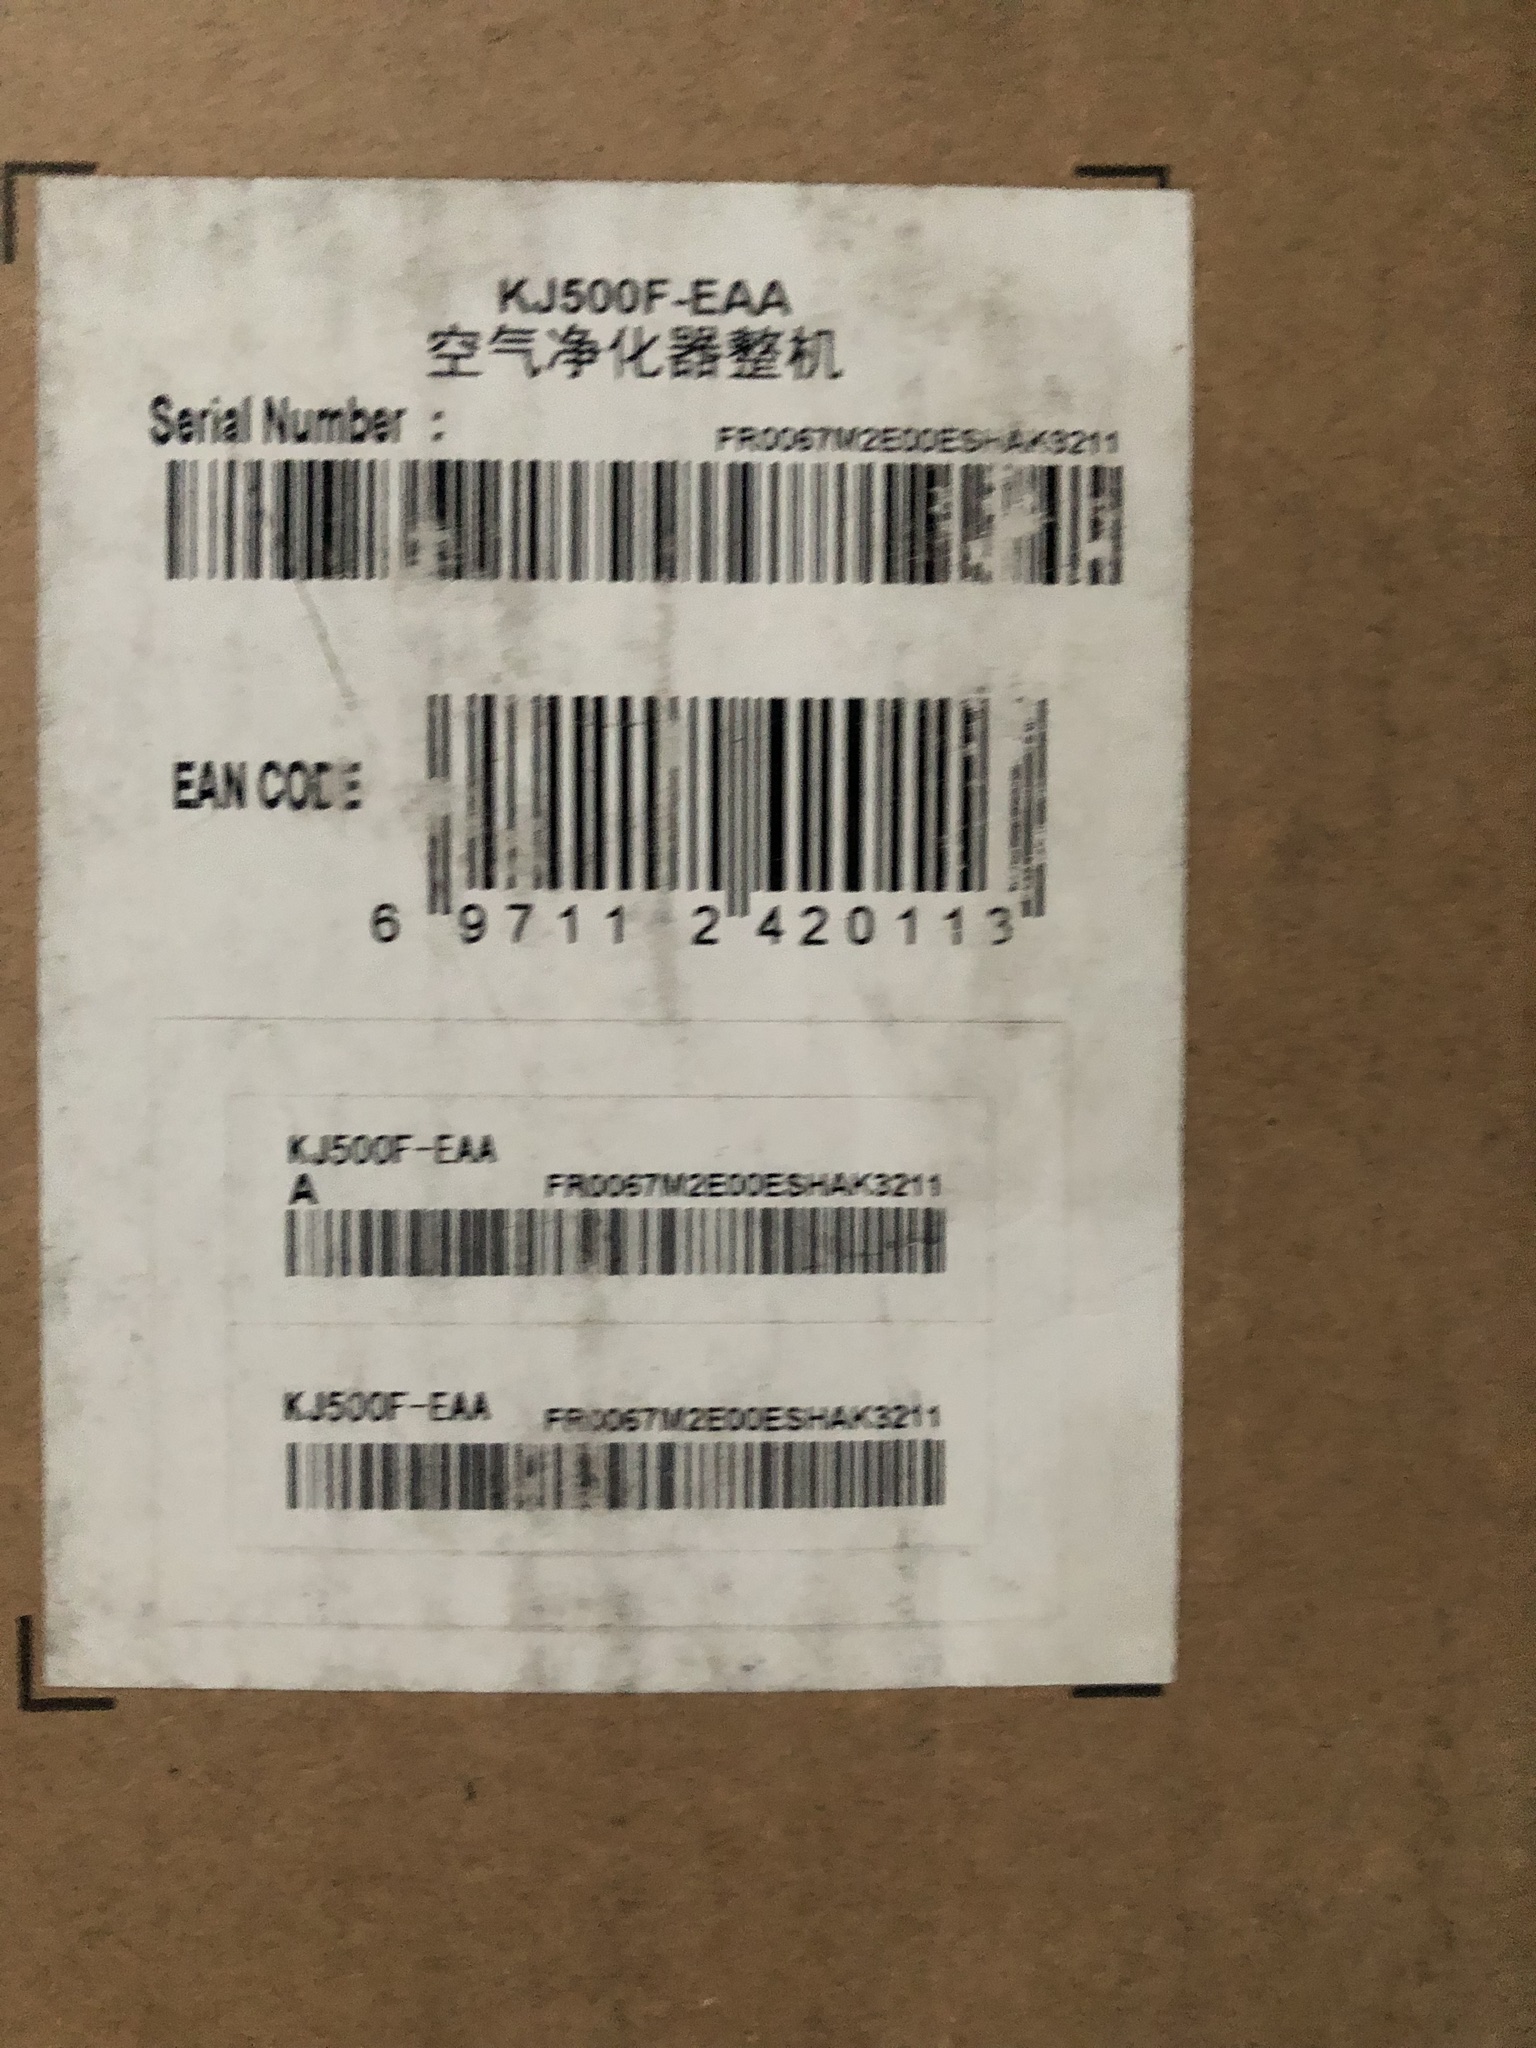 KJ500F-EAA
空气净化器整机
Serial Number :
FR0067M2E00ESHAK3211
EAN CODE
6 9711 2 420113
KJ500F-EAA
A FR0067M2E00ESHAK3211
KJ500F-EAA FR0067M2E00ESHAK3211